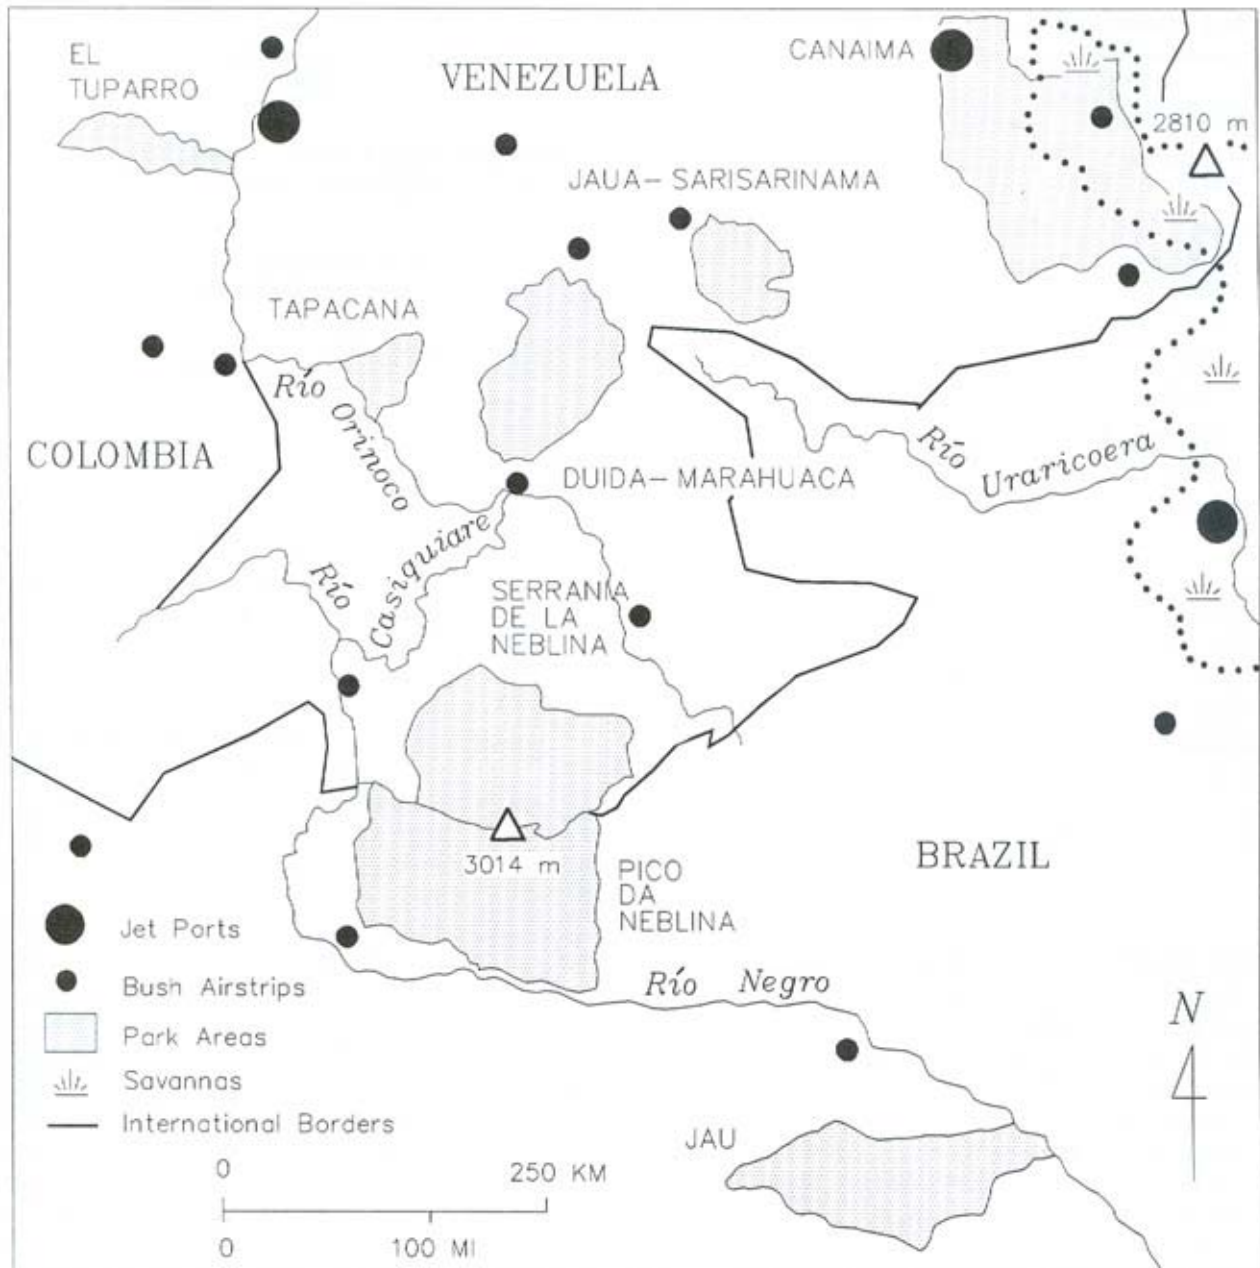 EL
TUPARRO
VENEZUELA
CANAIMA
2810 m
JAUA- SARISARINAMA
TAPACANA
Río
Orinoco
COLOMBIA
DUIDA- MARAHUACA
Río
Uraricoera
Río
Casiquiare
SERRANIA
DE LA
NEBLINA
3014 m
PICO
DA
NEBLINA
BRAZIL
Jet Ports
Bush Airstrips
Park Areas
Savannas
International Borders
Río Negro
N
JAU
0 250 KM
0 100 MI